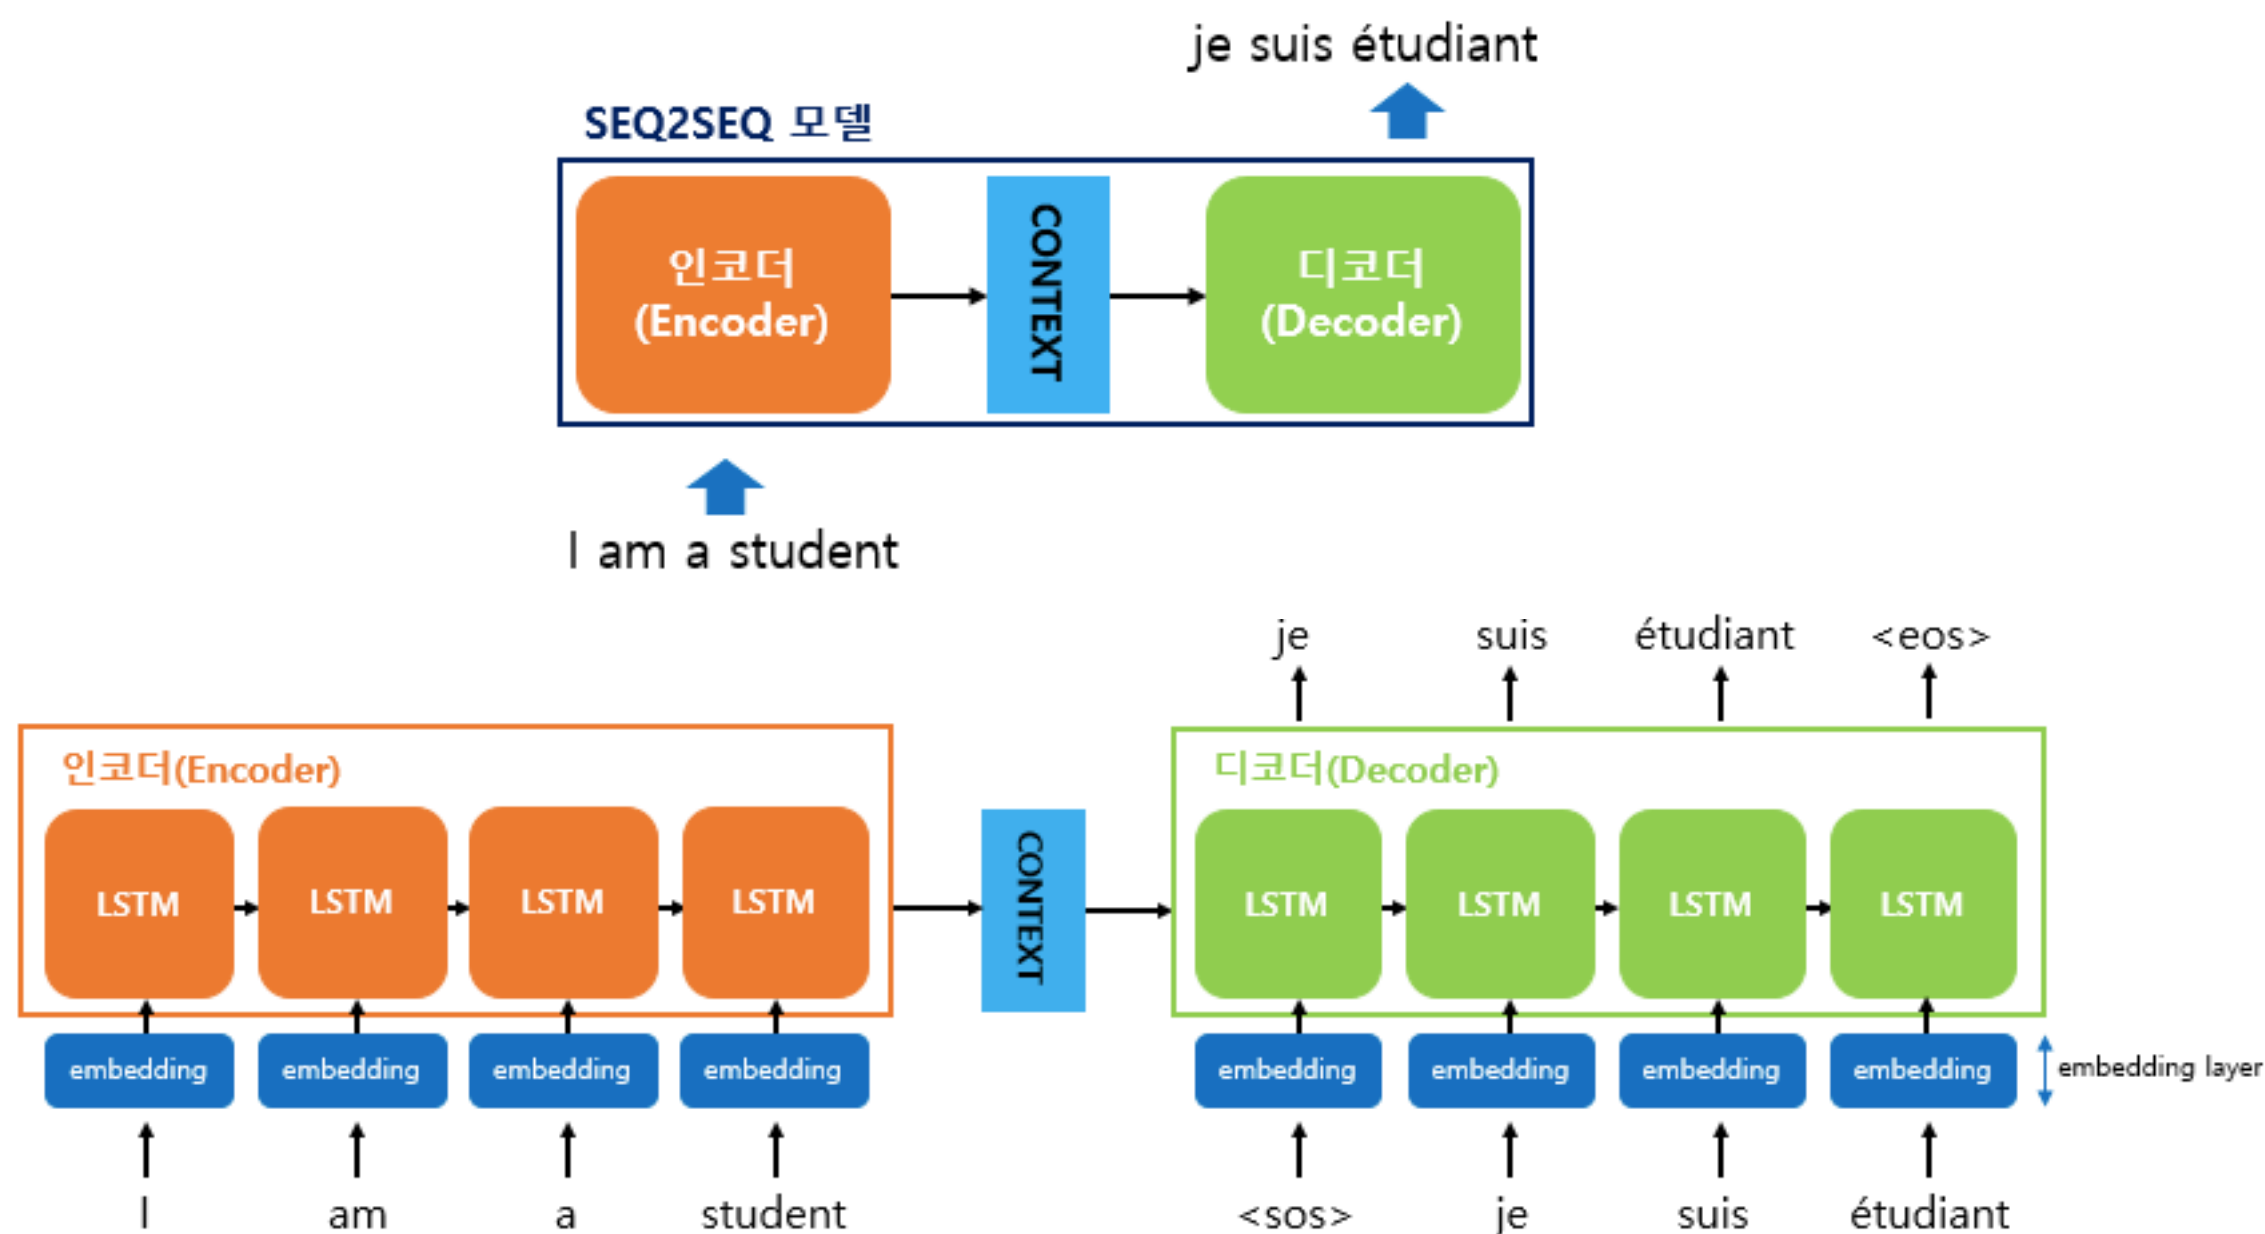 je suis étudiant
SEQ2SEQ 모델
인코더
(Encoder)
CONTEXT
디코더
(Decoder)
I am a student
je suis étudiant <eos>
인코더(Encoder)
디코더(Decoder)
LSTM LSTM LSTM LSTM
CONTEXT
LSTM LSTM LSTM LSTM
embedding embedding embedding embedding
embedding embedding embedding embedding
embedding layer
I am a student
<sos> je suis étudiant